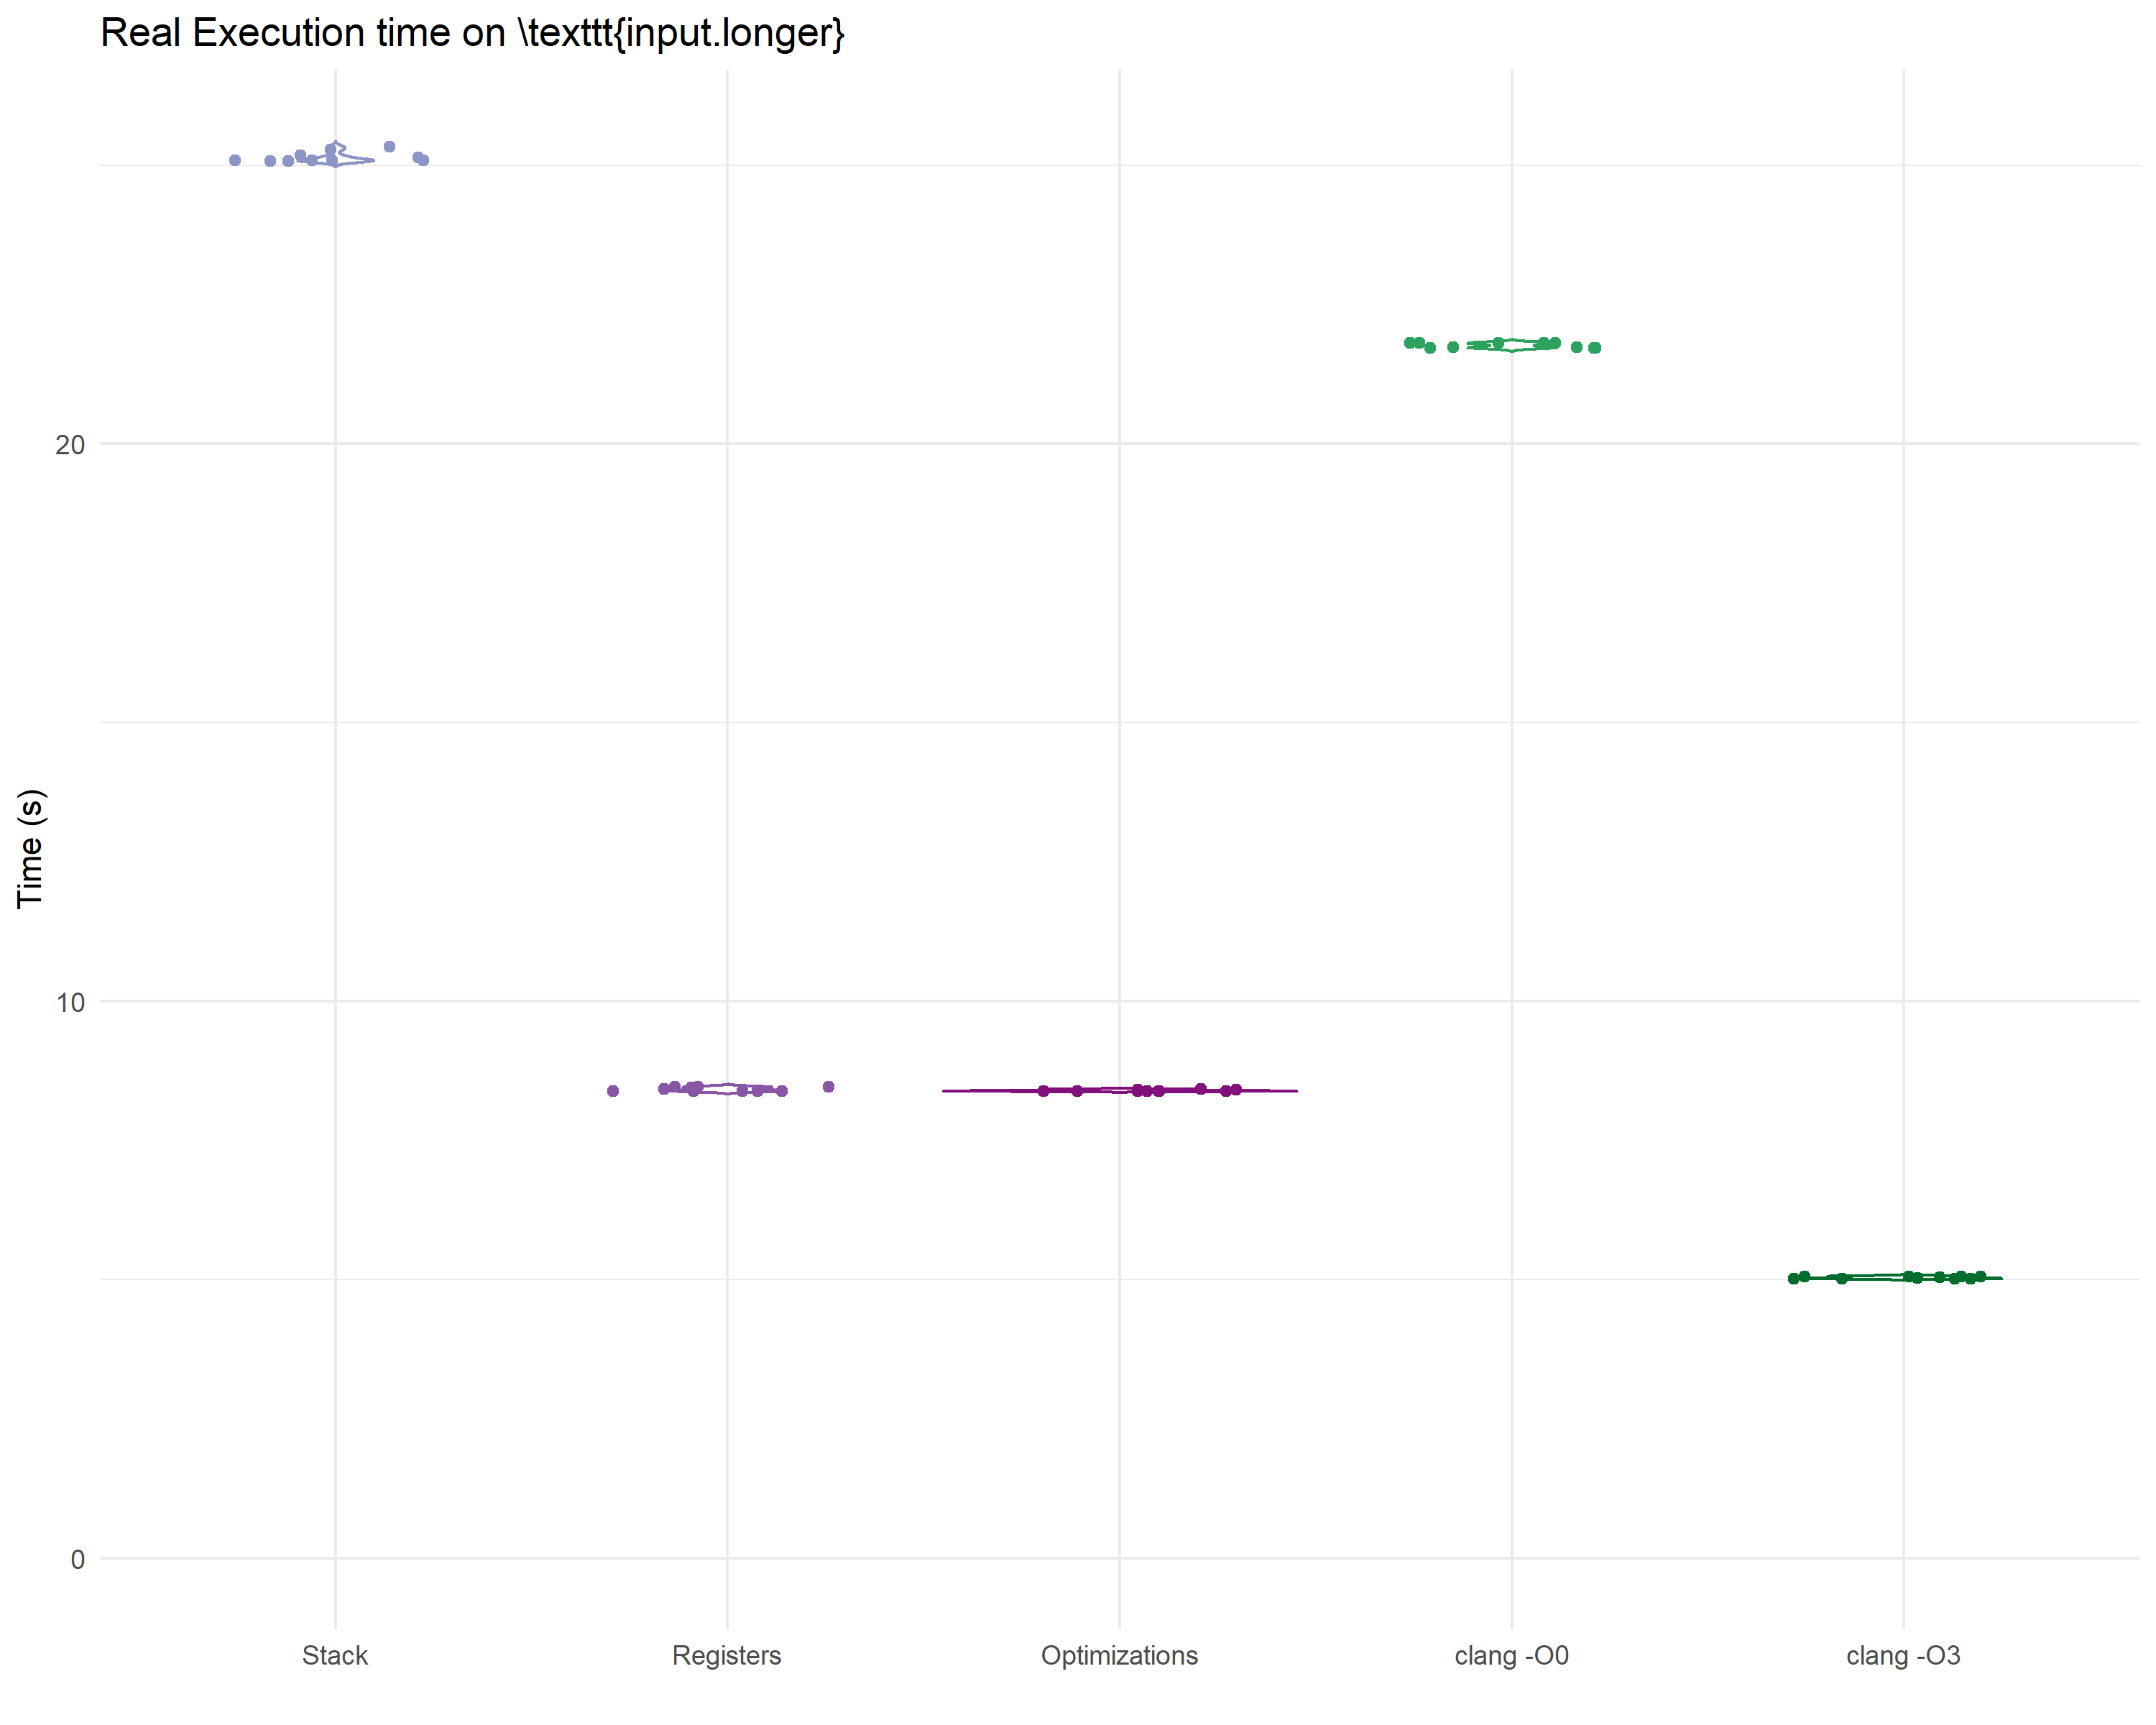 Real Execution time on \texttt{input.longer}
Time (s)
20
10
0
Stack
Registers
Optimizations
clang -O0
clang -O3